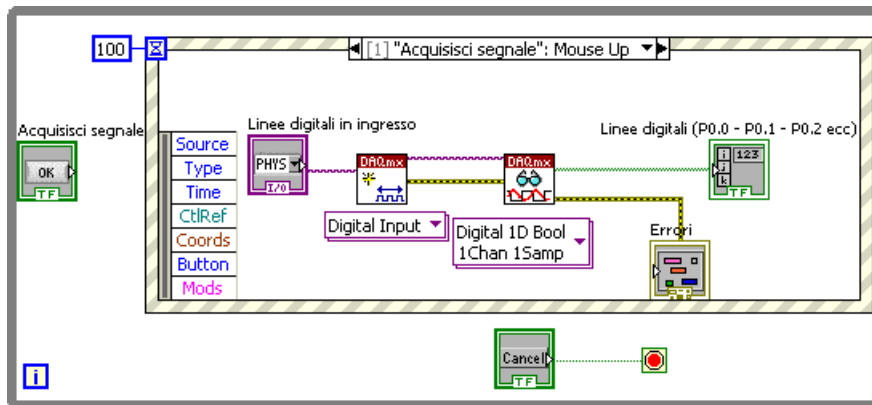 100
[1] "Acquisisci segnale": Mouse Up
Acquisisci segnale
OK
TF
Source
Type
Time
CtlRef
Coords
Button
Mods
Linee digitali in ingresso
PHYS
I/O
DAQmx
Digital Input
DAQmx
Digital 1D Bool
1Chan 1Samp
Linee digitali (P0.0 - P0.1 - P0.2 ecc)
i
j
k
123
TF
Errori
Cancel
TF
i